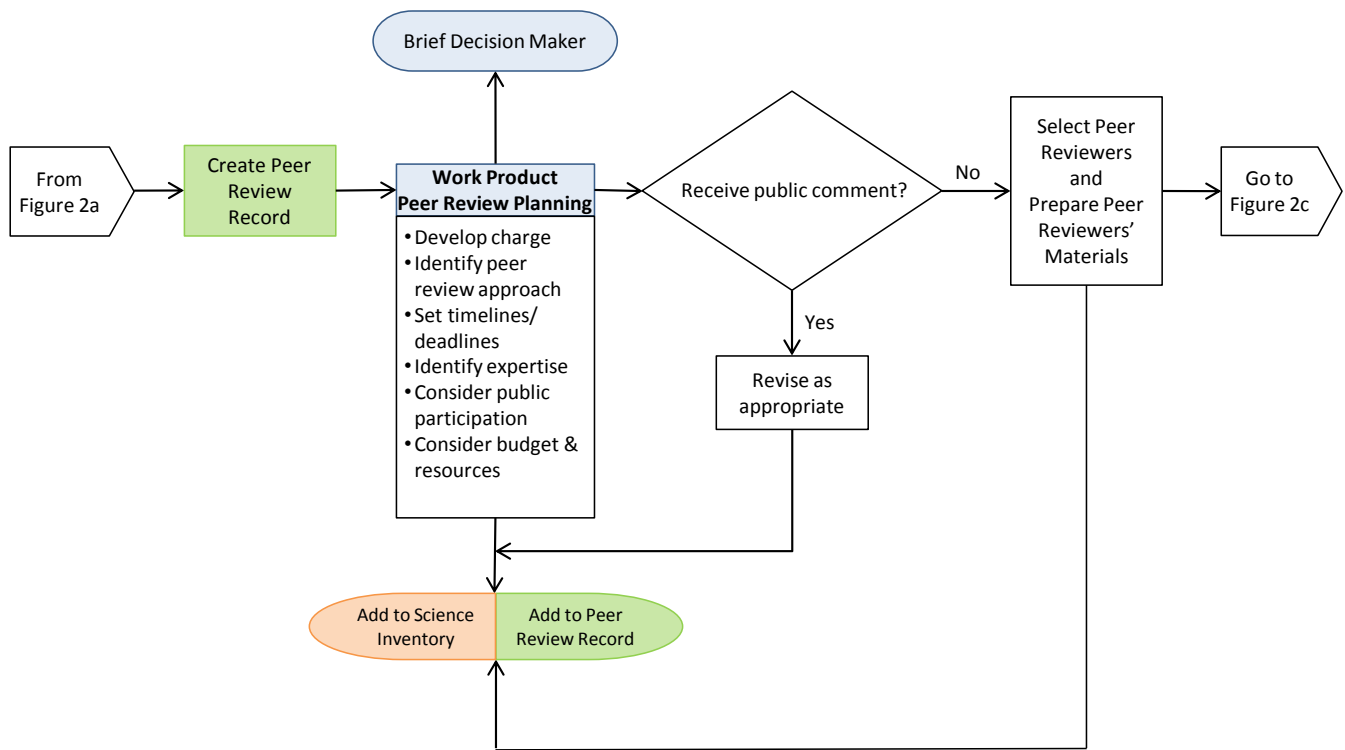 Brief Decision Maker
From
Figure 2a
Create Peer
Review
Record
Work Product
Peer Review Planning
• Develop charge
• Identify peer
review approach
• Set timelines/
deadlines
• Identify expertise
• Consider public
participation
• Consider budget &
resources
Receive public comment?
No
Yes
Revise as
appropriate
Select Peer
Reviewers
and
Prepare Peer
Reviewers’
Materials
Go to
Figure 2c
Add to Science
Inventory
Add to Peer
Review Record